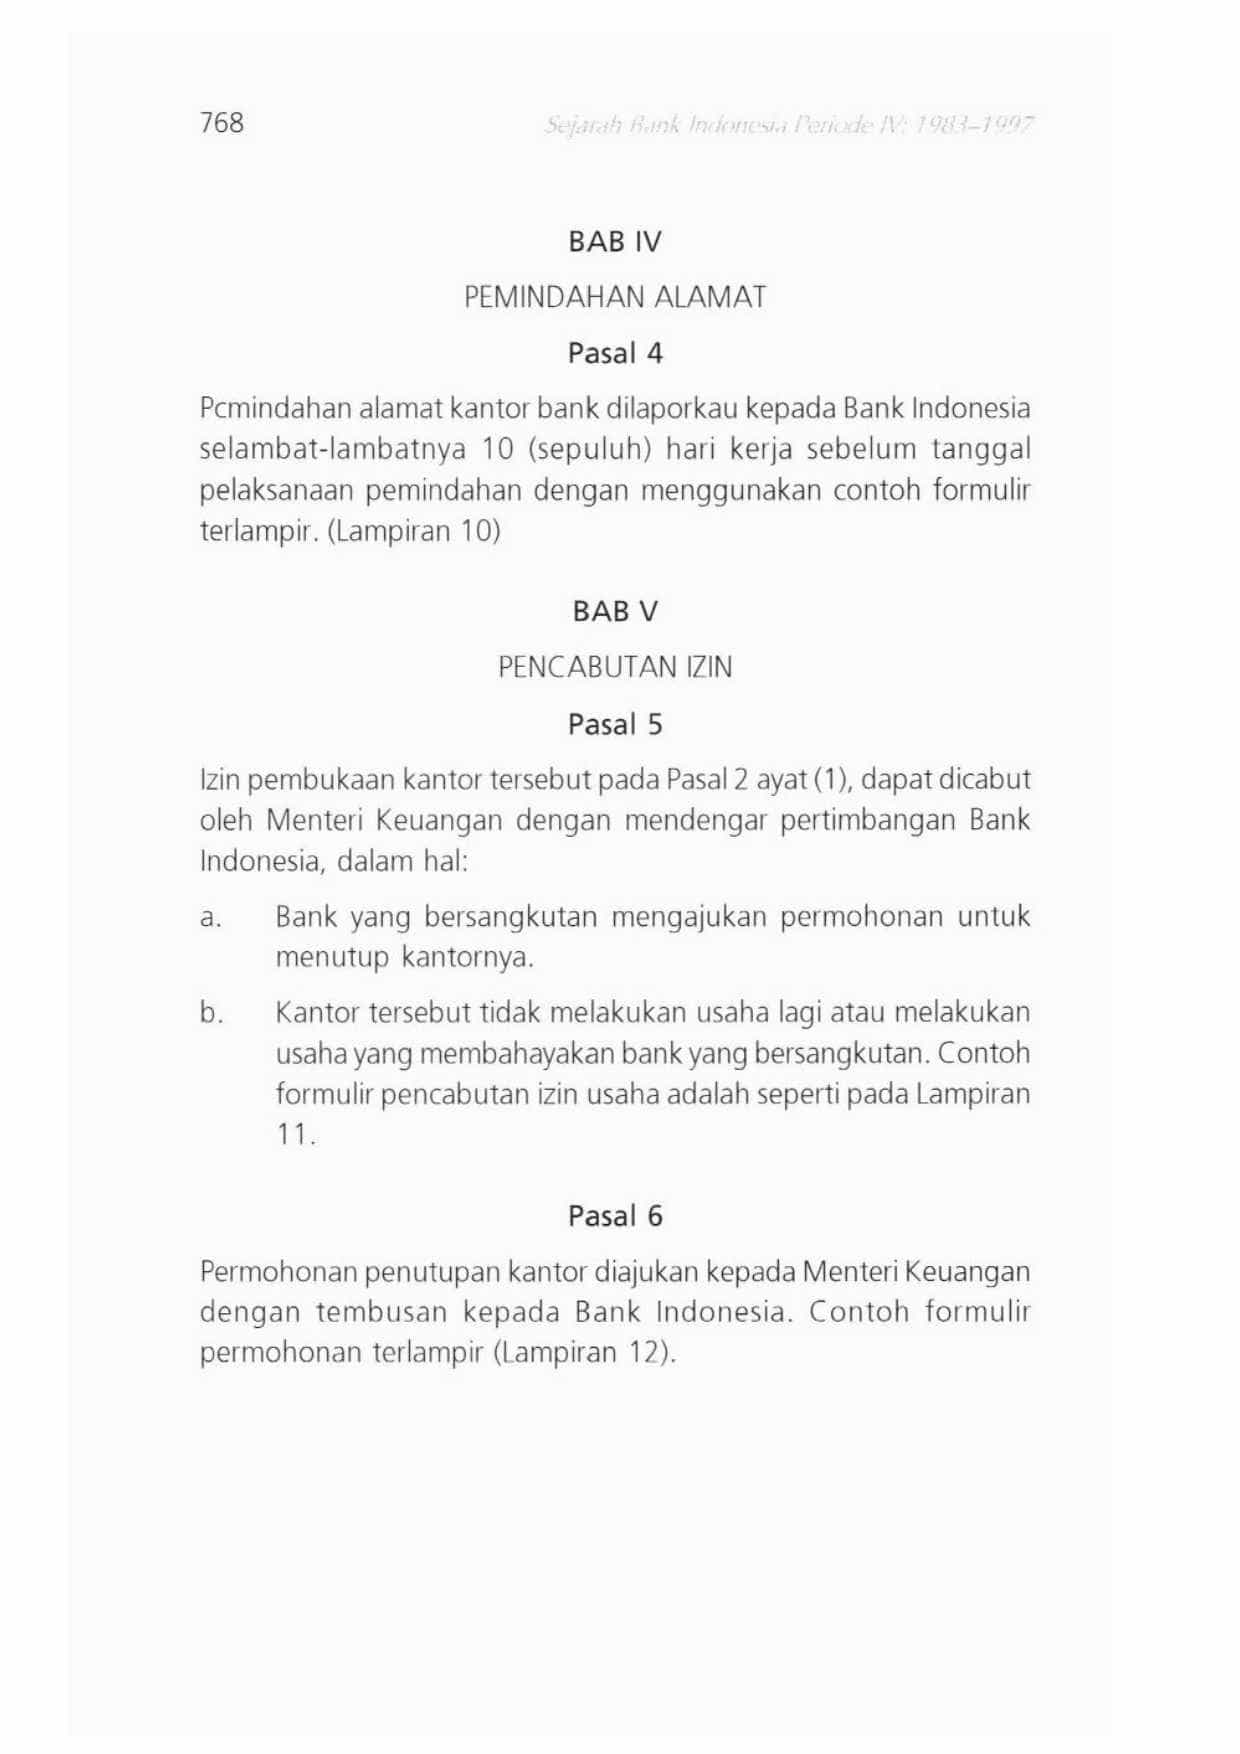 768
Sejarah Bank Indonesia Periode IV: 1983–1997
BAB IV
PEMINDAHAN ALAMAT
Pasal 4
Pcmindahan alamat kantor bank dilaporkau kepada Bank Indonesia
selambat-lambatnya 10 (sepuluh) hari kerja sebelum tanggal
pelaksanaan pemindahan dengan menggunakan contoh formulir
terlampir. (Lampiran 10)
BAB V
PENCABUTAN IZIN
Pasal 5
Izin pembukaan kantor tersebut pada Pasal 2 ayat (1), dapat dicabut
oleh Menteri Keuangan dengan mendengar pertimbangan Bank
Indonesia, dalam hal:
a. Bank yang bersangkutan mengajukan permohonan untuk
menutup kantornya.
b. Kantor tersebut tidak melakukan usaha lagi atau melakukan
usaha yang membahayakan bank yang bersangkutan. Contoh
formulir pencabutan izin usaha adalah seperti pada Lampiran
11.
Pasal 6
Permohonan penutupan kantor diajukan kepada Menteri Keuangan
dengan tembusan kepada Bank Indonesia. Contoh formulir
permohonan terlampir (Lampiran 12).